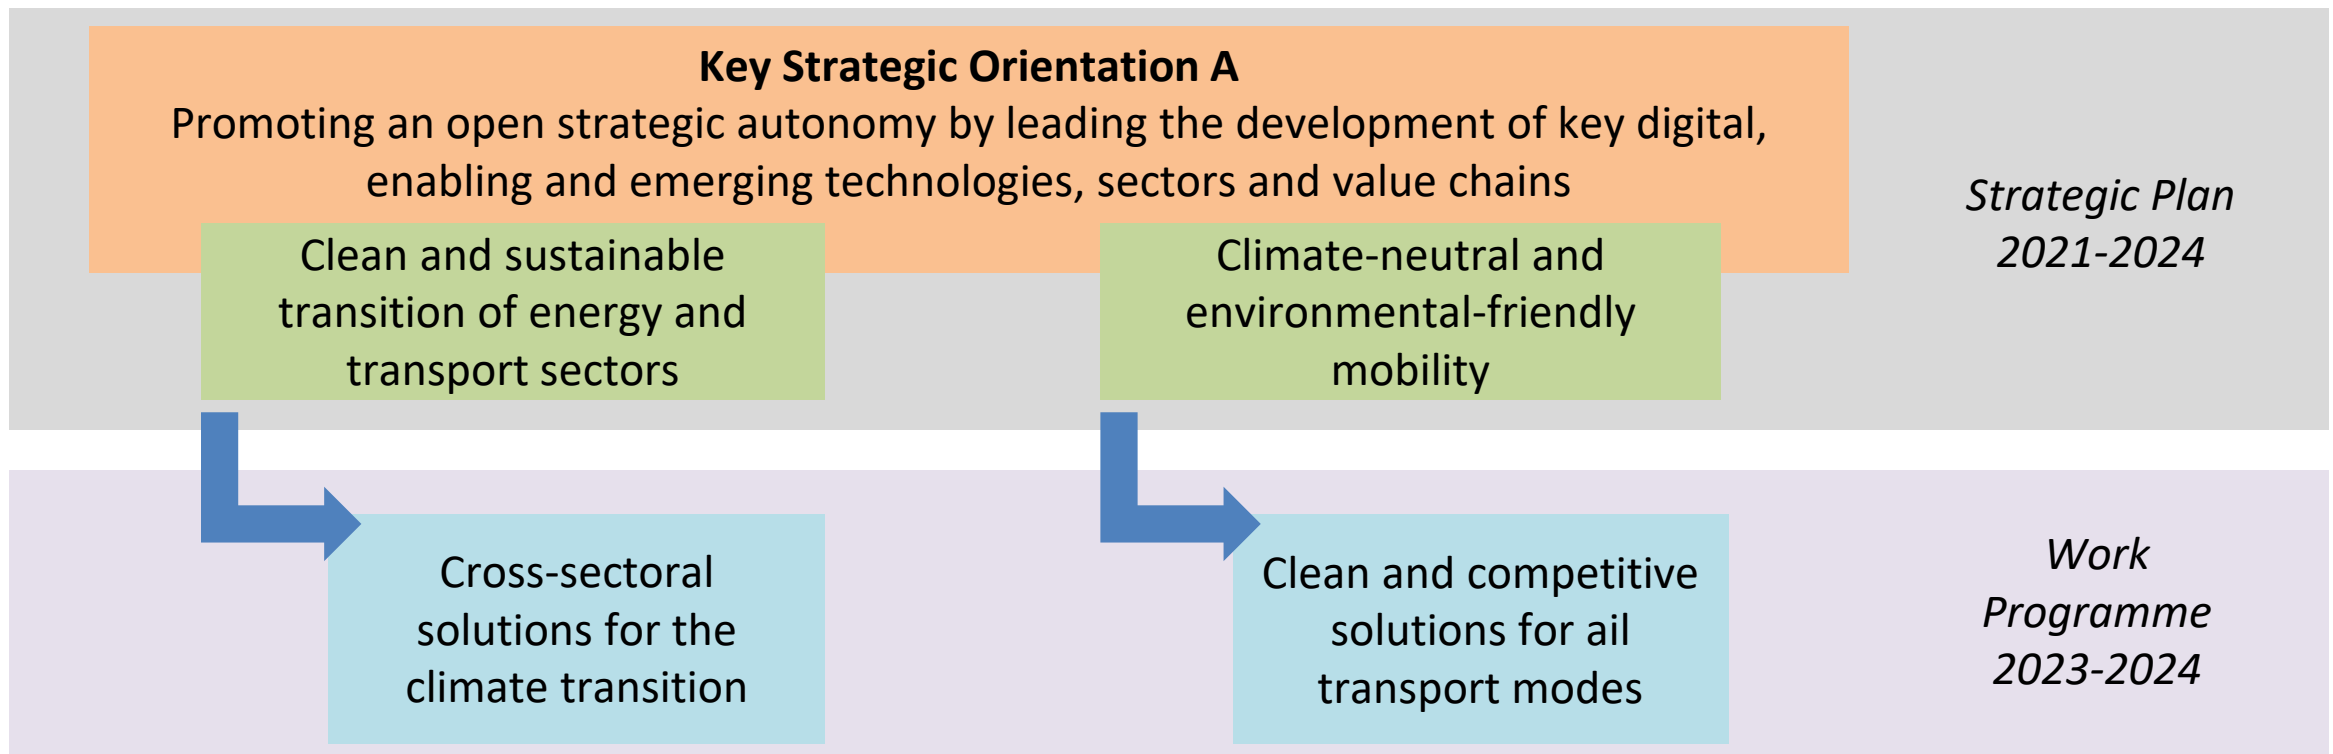 Key Strategic Orientation A
Promoting an open strategic autonomy by leading the development of key digital,
enabling and emerging technologies, sectors and value chains
Clean and sustainable
transition of energy and
transport sectors
Climate-neutral and
environmental-friendly
mobility
Strategic Plan
2021-2024
Cross-sectoral
solutions for the
climate transition
Clean and competitive
solutions for ail
transport modes
Work
Programme
2023-2024